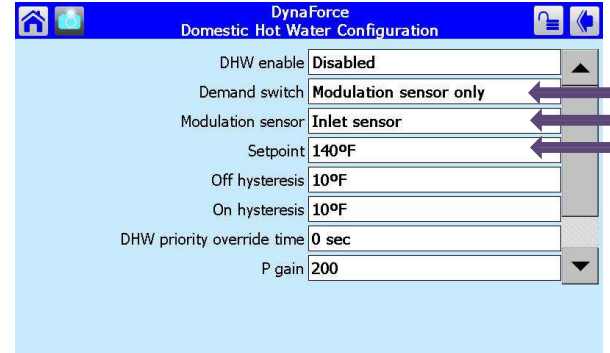 DynaForce
Domestic Hot Water Configuration
DHW enable Disabled
Demand switch Modulation sensor only
Modulation sensor Inlet sensor
Setpoint 140ºF
Off hysteresis 10ºF
On hysteresis 10ºF
DHW priority override time 0 sec
P gain 200